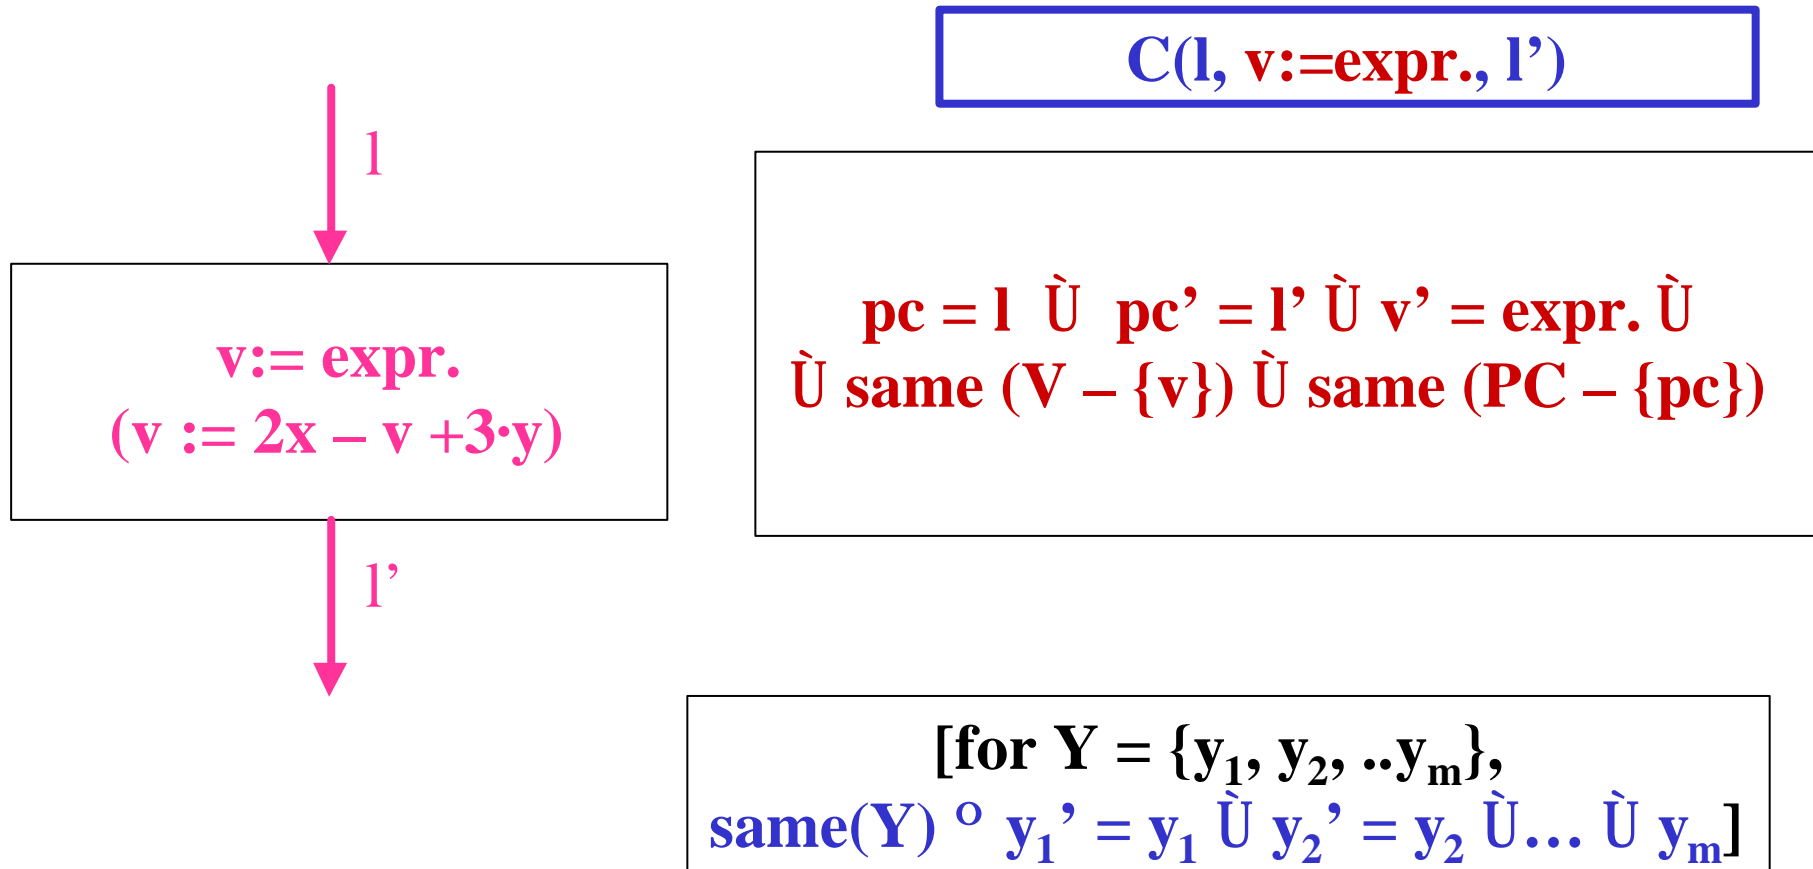 C(l, v:=expr., l’)
l
v:= expr.
(v := 2x – v +3·y)
l’
pc = l Ù pc’ = l’ Ù v’ = expr. Ù
Ù same (V – {v}) Ù same (PC – {pc})
[for Y = {y₁, y₂, ..yₘ},
same(Y) º y₁’ = y₁ Ù y₂’ = y₂ Ù… Ù yₘ]